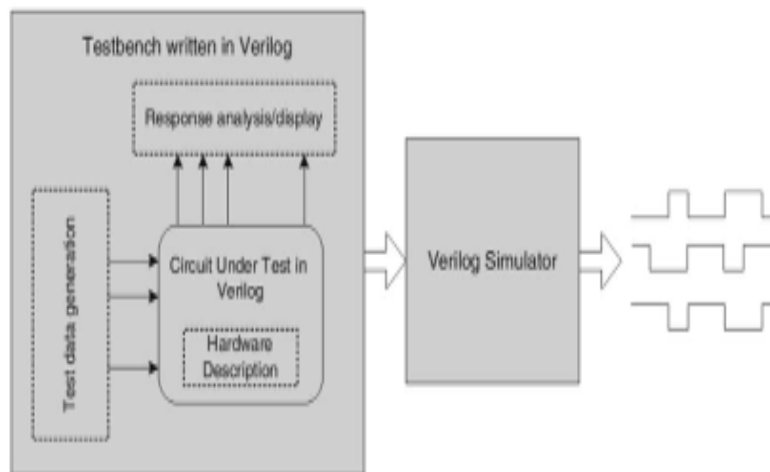 Testbench written in Verilog
Response analysis/display
Test data generation
Circuit Under Test in
Verilog
Hardware
Description
Verilog Simulator